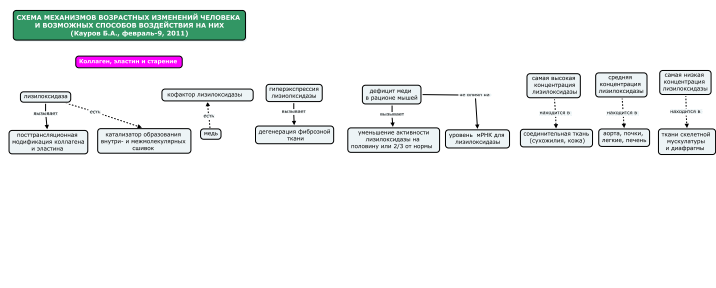 СХЕМА МЕХАНИЗМОВ ВОЗРАСТНЫХ ИЗМЕНЕНИЙ ЧЕЛОВЕКА
И ВОЗМОЖНЫХ СПОСОБОВ ВОЗДЕЙСТВИЯ НА НИХ
(Кауров Б.А., февраль-9, 2011)
Коллаген, эластин и старение
лизилоксидаза
вызывает
есть
посттрансляционная
модификация коллагена
и эластина
катализатор образования
внутри- и межмолекулярных
сшивок
кофактор лизилоксидазы
есть
медь
гиперэкспрессия
лизилоксидазы
вызывает
дегенерация фиброзной
ткани
дефицит меди
в рационе мышей
вызывает
не влияет на
уменьшение активности
лизилоксидазы на
половину или 2/3 от нормы
уровень иРНК для
лизилоксидазы
самая высокая
концентрация
лизилоксидазы
находится в
соединительная ткань
(сухожилия, кожа)
средняя
концентрация
лизилоксидазы
находится в
аорта, почки,
легкие, печень
самая низкая
концентрация
лизилоксидазы
находится в
ткани скелетной
мускулатуры
и диафрагмы